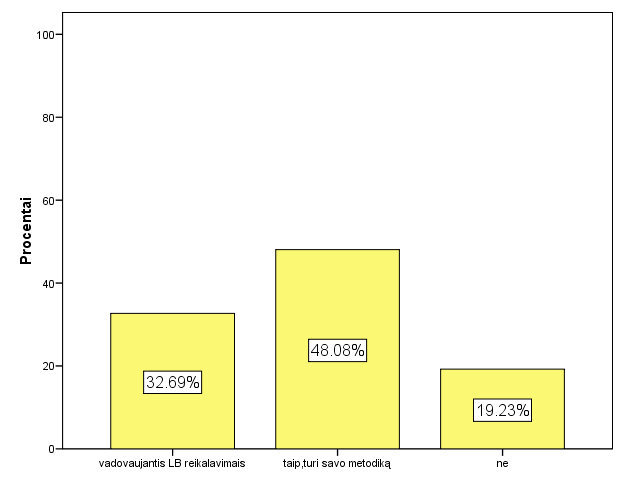 100
80
60
40
20
0
Procentai
32.69%
48.08%
19.23%
vadovaujantis LB reikalavimais
taip,turi savo metodiką
ne